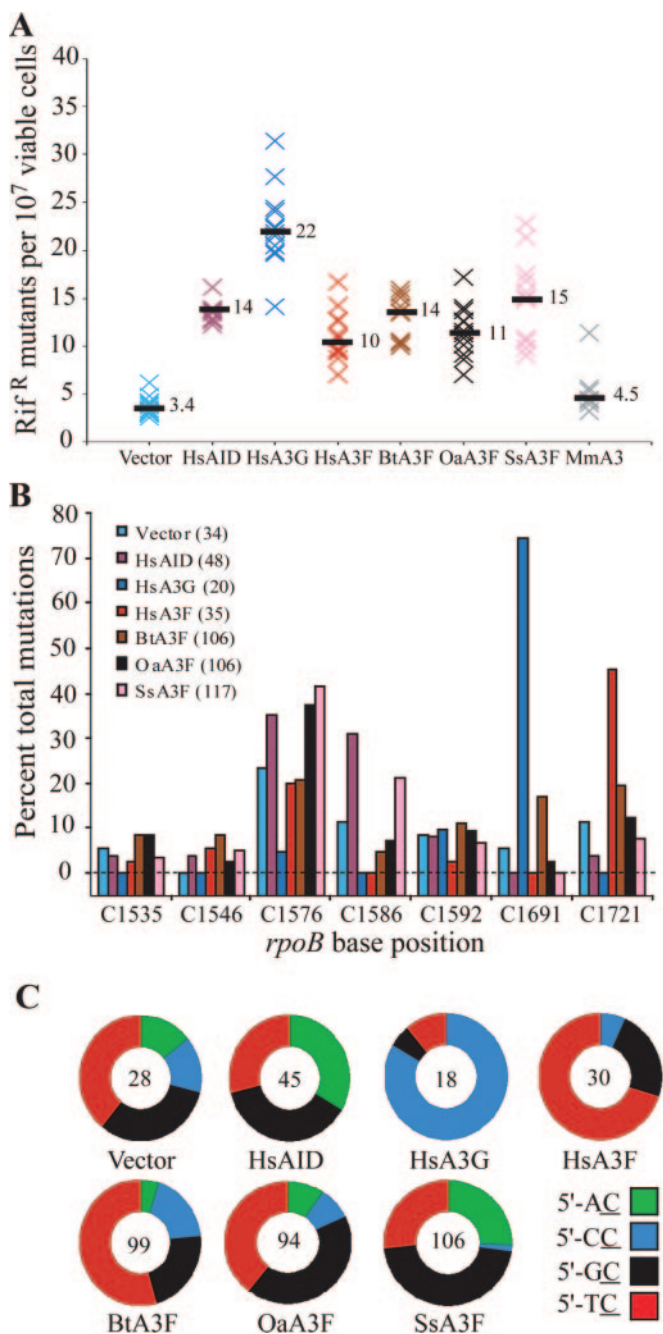 A
Rif R mutants per 10^7 viable cells
40
35
30
25
20
15
10
5
0
3.4
14
22
10
14
11
15
4.5
Vector HsAID HsA3G HsA3F BtA3F OaA3F SsA3F MmA3
B
Percent total mutations
80
70
60
50
40
30
20
10
0
Vector (34)
HsAID (48)
HsA3G (20)
HsA3F (35)
BtA3F (106)
OaA3F (106)
SsA3F (117)
C1535 C1546 C1576 C1586 C1592 C1691 C1721
rpoB base position
C
28 45 18 30
Vector HsAID HsA3G HsA3F
99 94 106
BtA3F OaA3F SsA3F
5'-AC
5'-CC
5'-GC
5'-TC